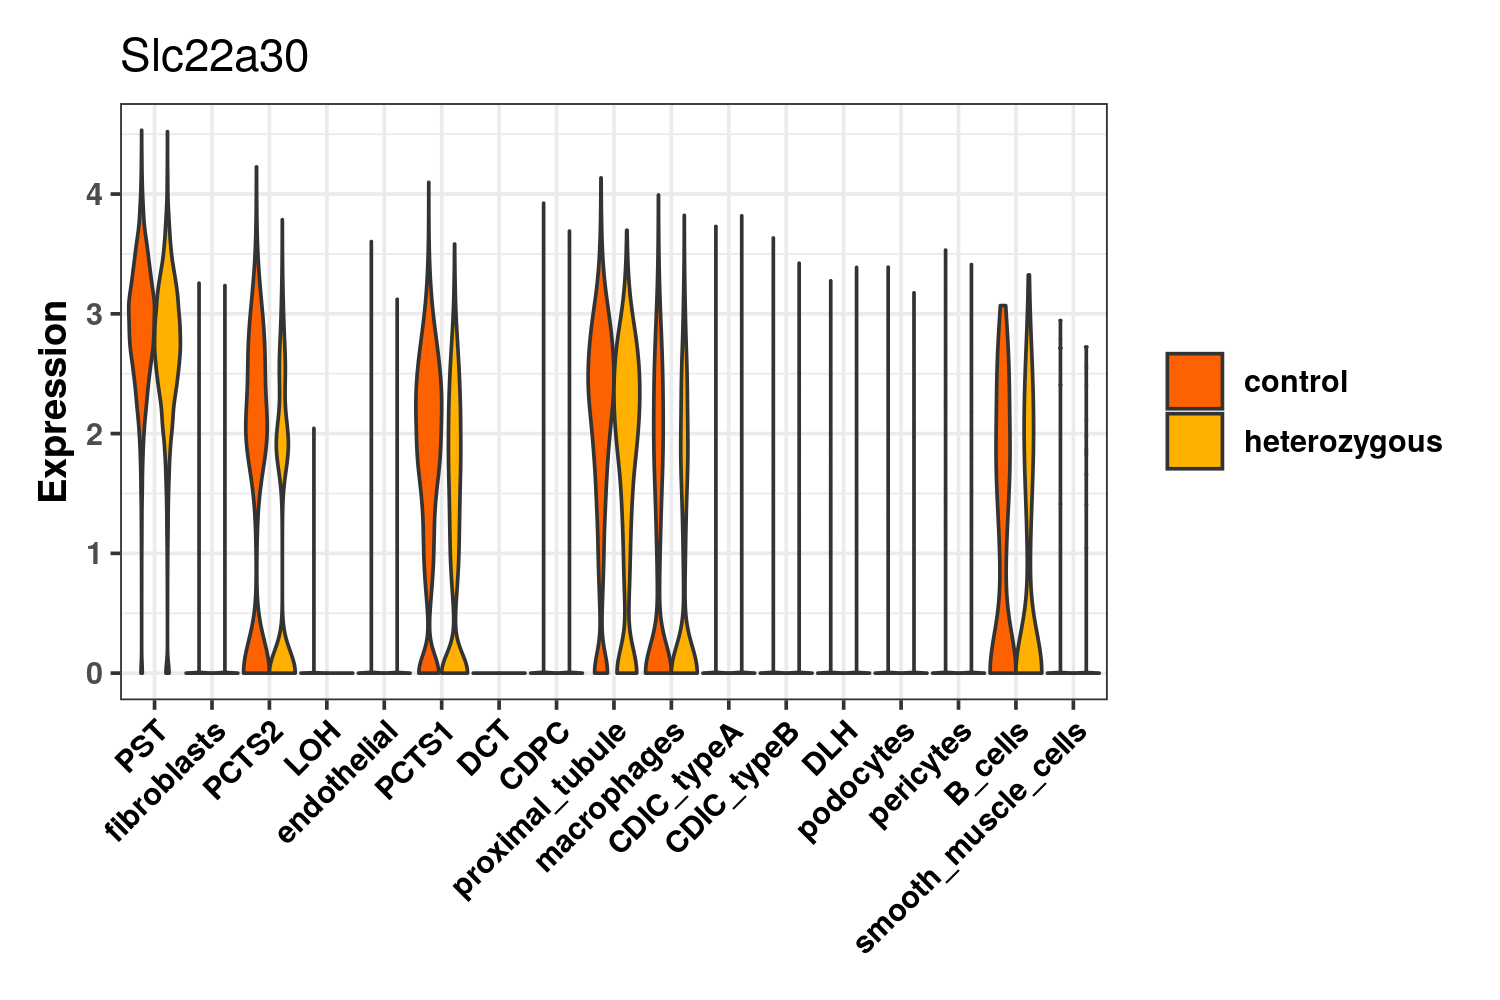 Slc22a30
Expression
4
3
2
1
0
PST
fibroblasts
PCTS2
LOH
endothelial
PCTS1
DCT
CDPC
proximal_tubule
macrophages
CDIC_typeA
CDIC_typeB
DLH
podocytes
pericytes
B_cells
smooth_muscle_cells
control
heterozygous